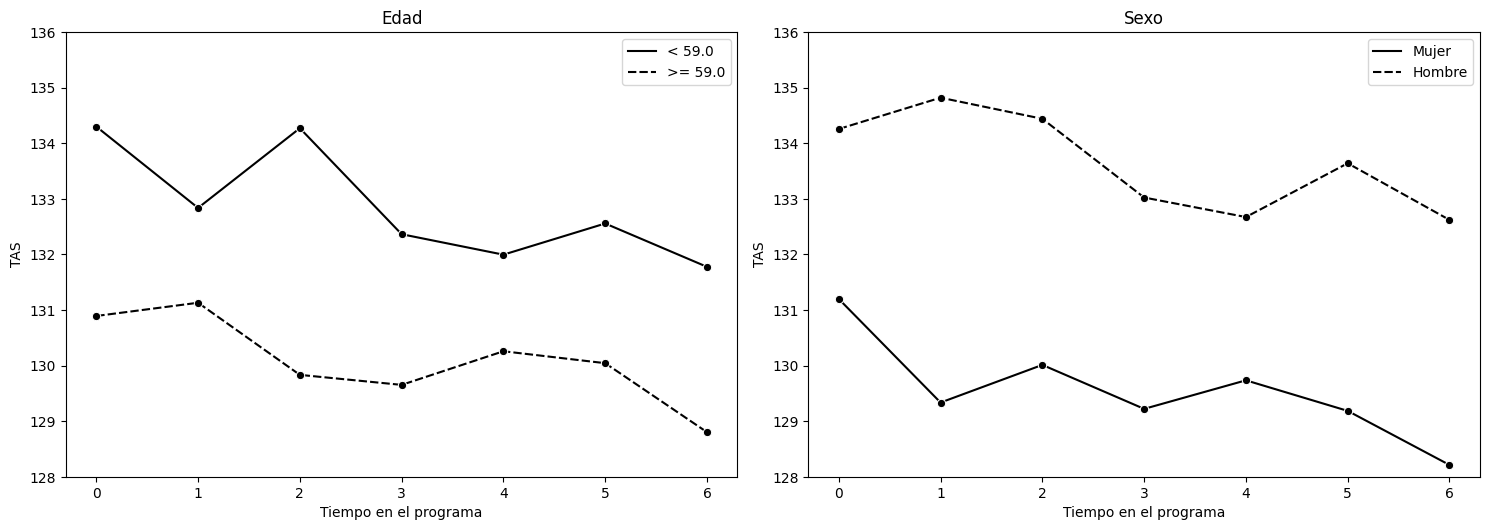 Edad
136
135
134
133
132
131
130
129
128
TAS
< 59.0
>= 59.0
0 1 2 3 4 5 6
Tiempo en el programa
Sexo
136
135
134
133
132
131
130
129
128
TAS
Mujer
Hombre
0 1 2 3 4 5 6
Tiempo en el programa